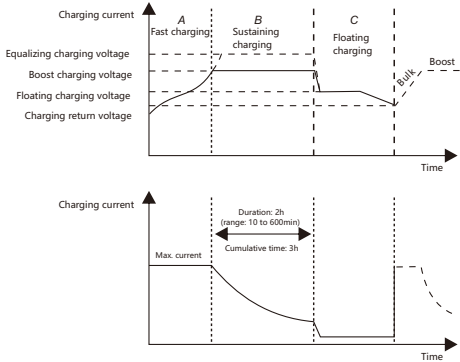 Charging current
A
B
C
Fast charging
Sustaining
charging
Floating
charging
Equalizing charging voltage
Boost charging voltage
Floating charging voltage
Charging return voltage
Bulk
Boost
Time
Charging current
Duration: 2h
(range: 10 to 600min)
Cumulative time: 3h
Max. current
Time